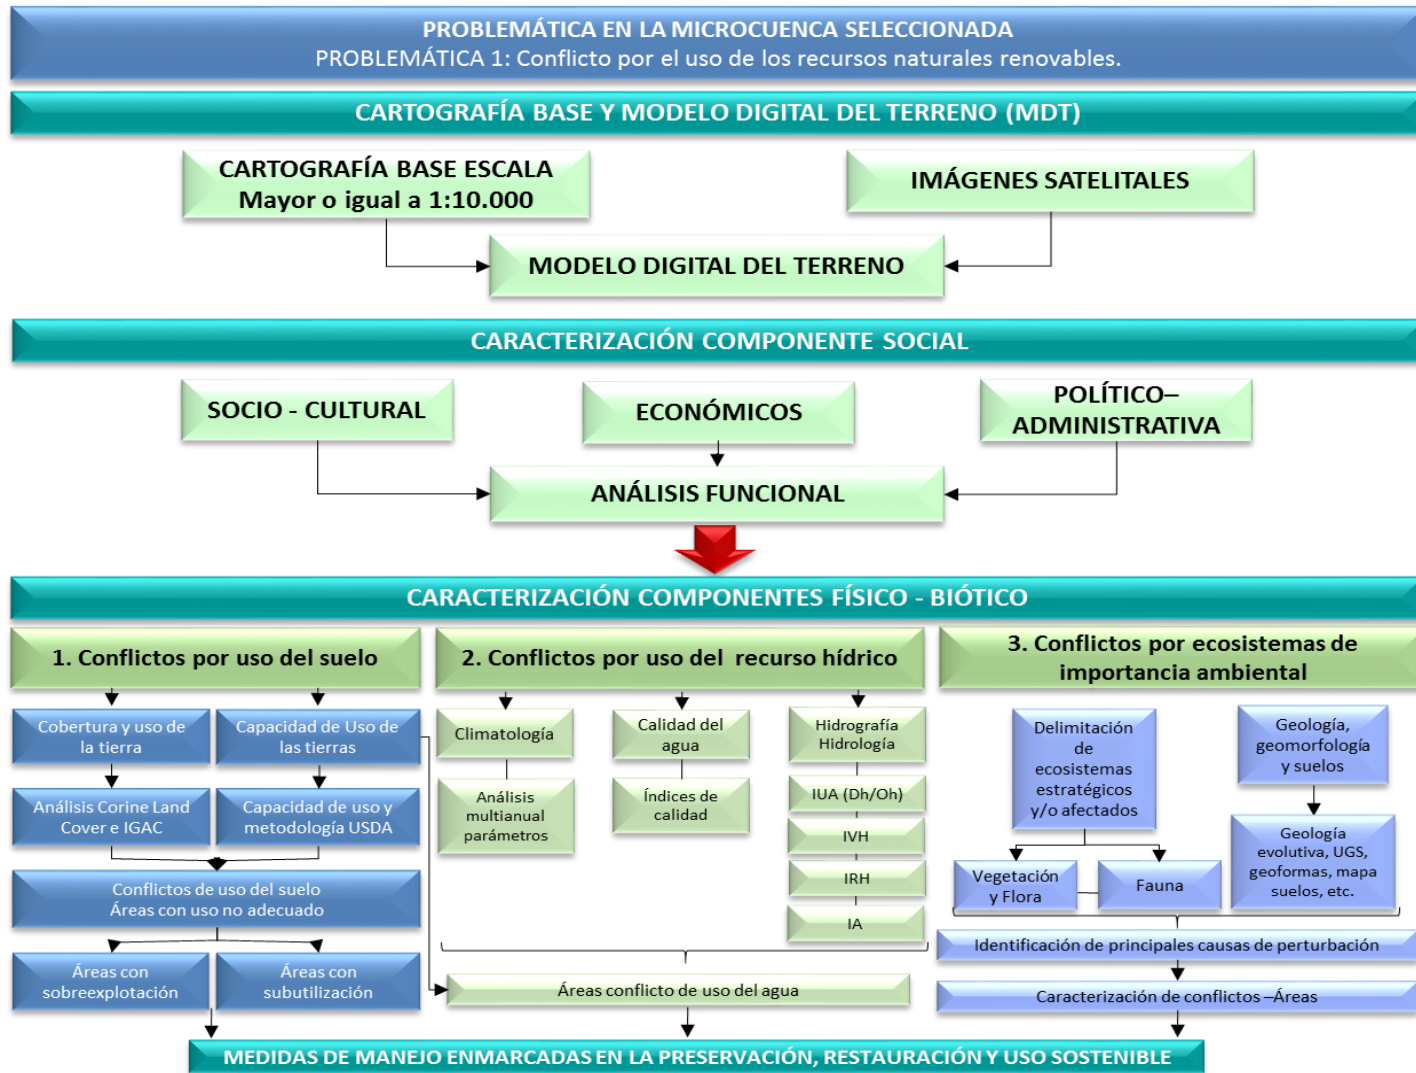 PROBLEMÁTICA EN LA MICROCUENCA SELECCIONADA
PROBLEMÁTICA 1: Conflicto por el uso de los recursos naturales renovables.
CARTOGRAFÍA BASE Y MODELO DIGITAL DEL TERRENO (MDT)
CARTOGRAFÍA BASE ESCALA
Mayor o igual a 1:10.000
IMÁGENES SATELITALES
MODELO DIGITAL DEL TERRENO
CARACTERIZACIÓN COMPONENTE SOCIAL
SOCIO - CULTURAL
ECONÓMICOS
POLÍTICO–
ADMINISTRATIVA
ANÁLISIS FUNCIONAL
CARACTERIZACIÓN COMPONENTES FÍSICO - BIÓTICO
1. Conflictos por uso del suelo
2. Conflictos por uso del recurso hídrico
3. Conflictos por ecosistemas de
importancia ambiental
Cobertura y uso de
la tierra
Capacidad de Uso de
las tierras
Análisis Corine Land
Cover e IGAC
Capacidad de uso y
metodología USDA
Conflictos de uso del suelo
Áreas con uso no adecuado
Áreas con
sobreexplotación
Áreas con
subutilización
Climatología
Análisis
multianual
parámetros
Calidad del
agua
Índices de
calidad
Hidrografía
Hidrología
IUA (Dh/Oh)
IVH
IRH
IA
Áreas conflicto de uso del agua
Delimitación
de
ecosistemas
estratégicos
y/o afectados
Vegetación
y Flora
Fauna
Geología,
geomorfología
y suelos
Geología
evolutiva, UGS,
geoformas, mapa
suelos, etc.
Identificación de principales causas de perturbación
Caracterización de conflictos –Áreas
MEDIDAS DE MANEJO ENMARCADAS EN LA PRESERVACIÓN, RESTAURACIÓN Y USO SOSTENIBLE